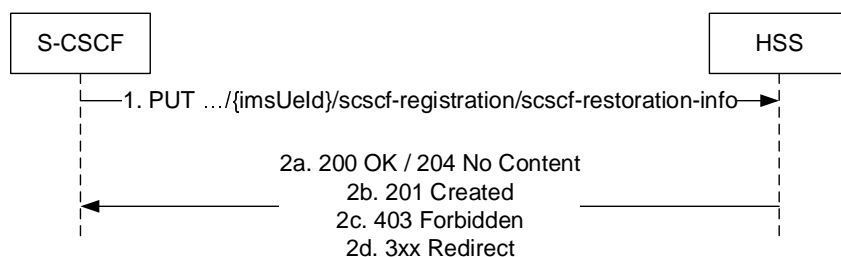 S-CSCF
HSS
1. PUT …/{imsUeId}/scscf-registration/scscf-restoration-info
2a. 200 OK / 204 No Content
2b. 201 Created
2c. 403 Forbidden
2d. 3xx Redirect